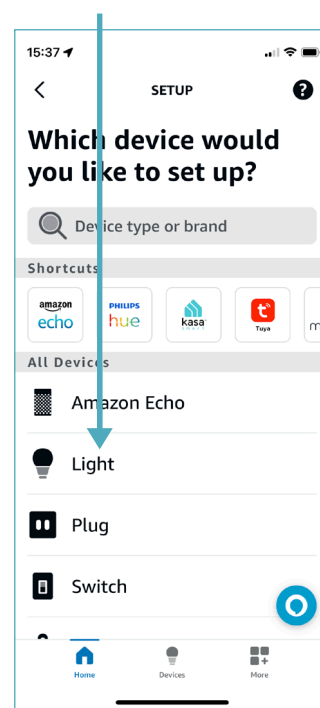 15:37
SETUP
?
Which device would
you like to set up?
Device type or brand
Shortcuts
amazon
echo
PHILIPS
hue
kasa
Tuya
m
All Devices
Amazon Echo
Light
Plug
Switch
Home
Devices
More